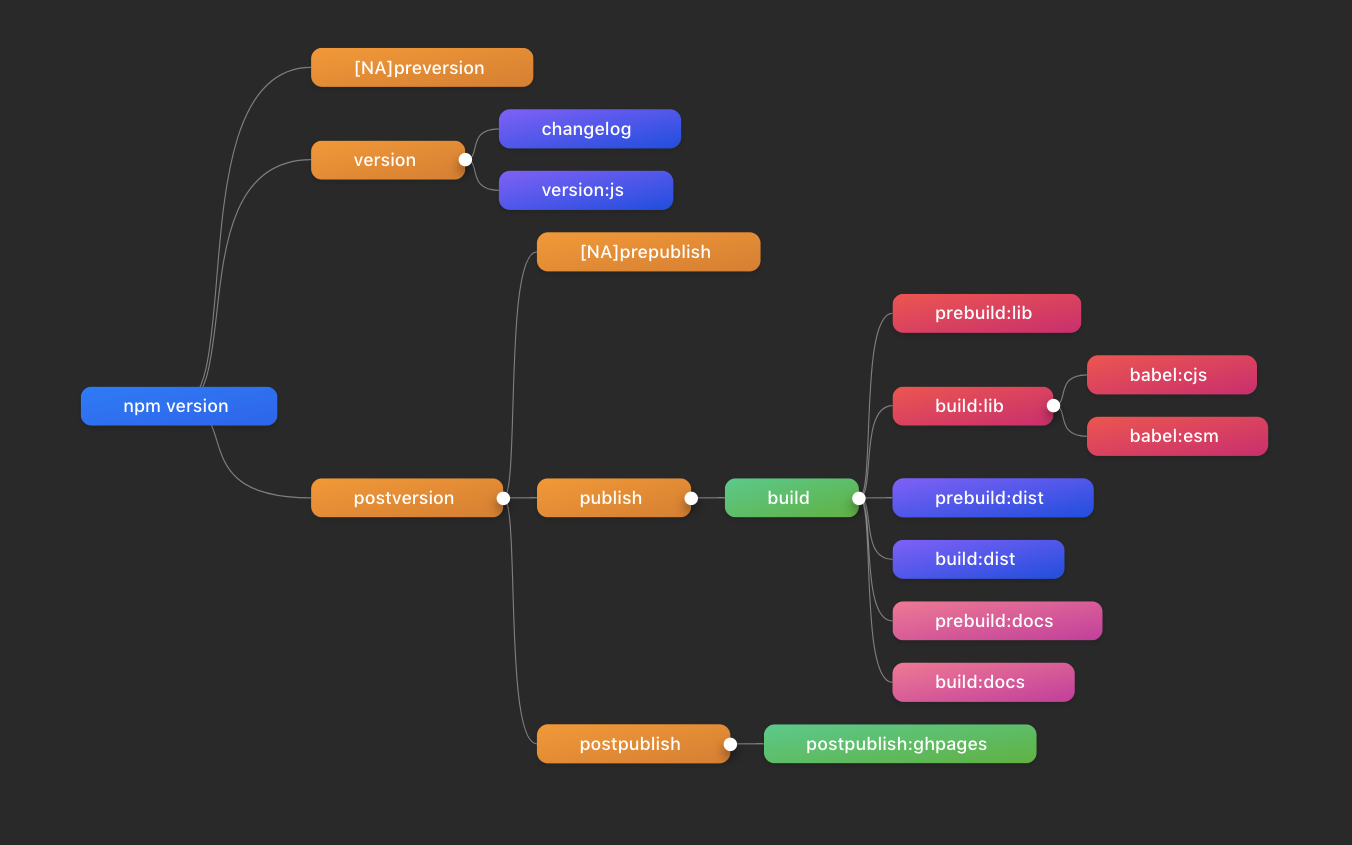 [NA]preversion
changelog
version
version:js
[NA]prepublish
prebuild:lib
babel:cjs
npm version
build:lib
babel:esm
postversion
publish
build
prebuild:dist
build:dist
prebuild:docs
build:docs
postpublish
postpublish:ghpages